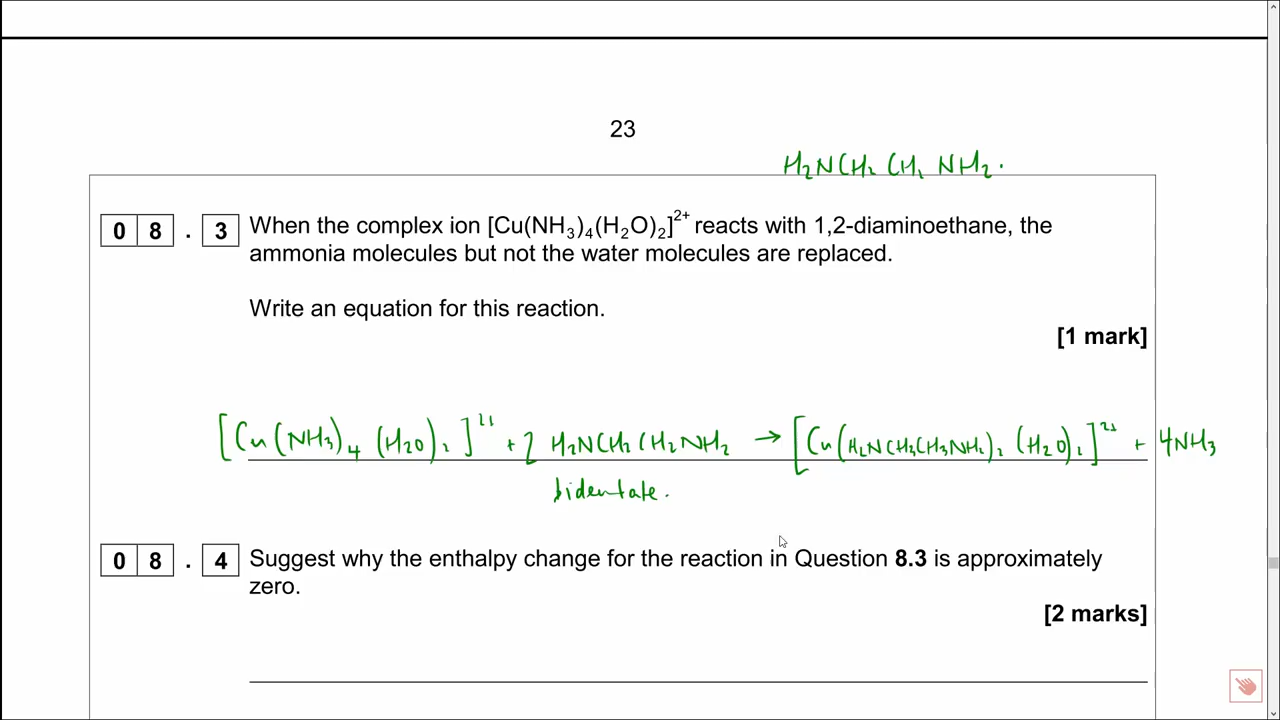 23
H₂NCH₂CH₂NH₂.
0 8 . 3 When the complex ion [Cu(NH₃)₄(H₂O)₂]²⁺ reacts with 1,2-diaminoethane, the
ammonia molecules but not the water molecules are replaced.
Write an equation for this reaction.
[1 mark]
[Cu(NH₃)₄(H₂O)₂]²⁺ + 2 H₂NCH₂CH₂NH₂ → [Cu(H₂NCH₃CH₃NH₂)₂(H₂O)₂]²⁺ + 4NH₃
bidentate.
0 8 . 4 Suggest why the enthalpy change for the reaction in Question 8.3 is approximately
zero.
[2 marks]